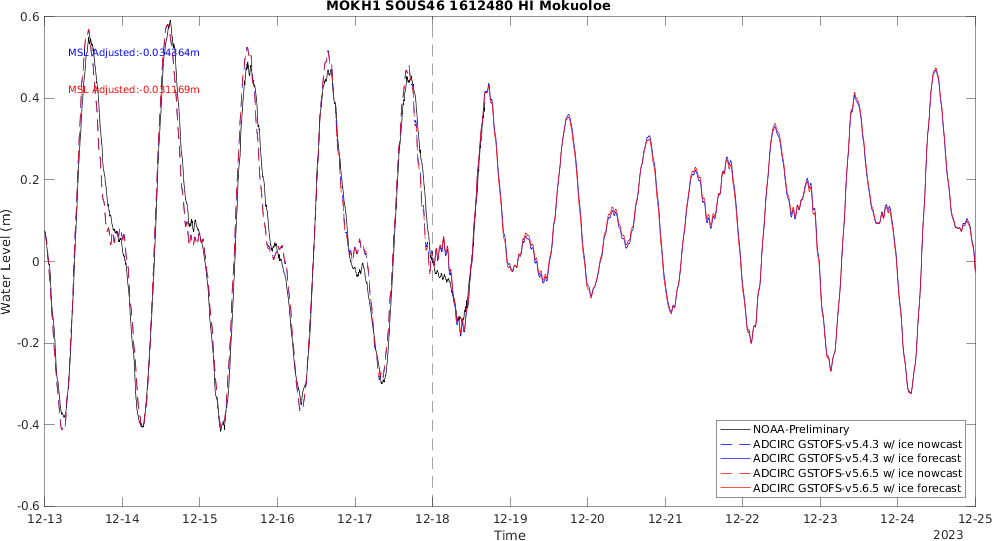 MOKH1 SOUS46 1612480 HI Mokuoloe
MSL Adjusted:-0.034364m
MSL Adjusted:-0.031169m
Water Level (m)
0.6
0.4
0.2
0
-0.2
-0.4
-0.6
NOAA-Preliminary
ADCIRC GSTOFS-v5.4.3 w/ ice nowcast
ADCIRC GSTOFS-v5.4.3 w/ ice forecast
ADCIRC GSTOFS-v5.6.5 w/ ice nowcast
ADCIRC GSTOFS-v5.6.5 w/ ice forecast
12-13 12-14 12-15 12-16 12-17 12-18 12-19 12-20 12-21 12-22 12-23 12-24 12-25
Time
2023